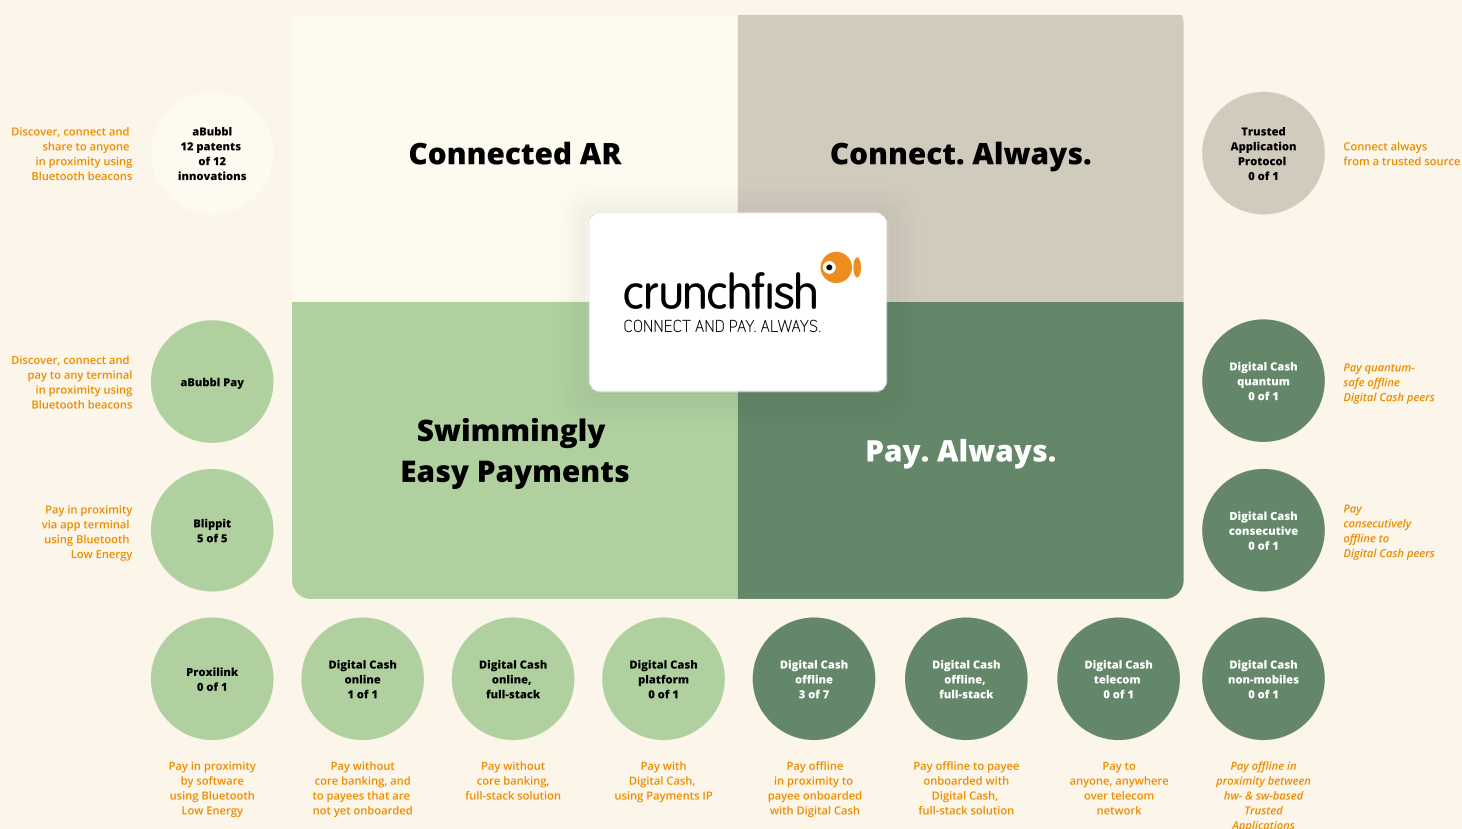 Discover, connect and
share to anyone
in proximity using
Bluetooth beacons
aBubbl
12 patents
of 12
innovations
Connected AR
Connect. Always.
Trusted
Application
Protocol
0 of 1
Connect always
from a trusted source
crunchfish
CONNECT AND PAY. ALWAYS.
Discover, connect and
pay to any terminal
in proximity using
Bluetooth beacons
aBubbl Pay
Swimmingly
Easy Payments
Pay. Always.
Digital Cash
quantum
0 of 1
Pay quantum-
safe offline
Digital Cash peers
Pay in proximity
via app terminal
using Bluetooth
Low Energy
Blippit
5 of 5
Digital Cash
consecutive
0 of 1
Pay
consecutively
offline to
Digital Cash peers
Proxilink
0 of 1
Digital Cash
online
1 of 1
Digital Cash
online,
full-stack
Digital Cash
platform
0 of 1
Digital Cash
offline
3 of 7
Digital Cash
offline,
full-stack
Digital Cash
telecom
0 of 1
Digital Cash
non-mobiles
0 of 1
Pay in proximity
by software
using Bluetooth
Low Energy
Pay without
core banking, and
to payees that are
not yet onboarded
Pay without
core banking,
full-stack solution
Pay with
Digital Cash,
using Payments IP
Pay offline
in proximity to
payee onboarded
with Digital Cash
Pay offline to payee
onboarded with
Digital Cash,
full-stack solution
Pay to
anyone, anywhere
over telecom
network
Pay offline in
proximity between
hw- & sw-based
Trusted
Applications